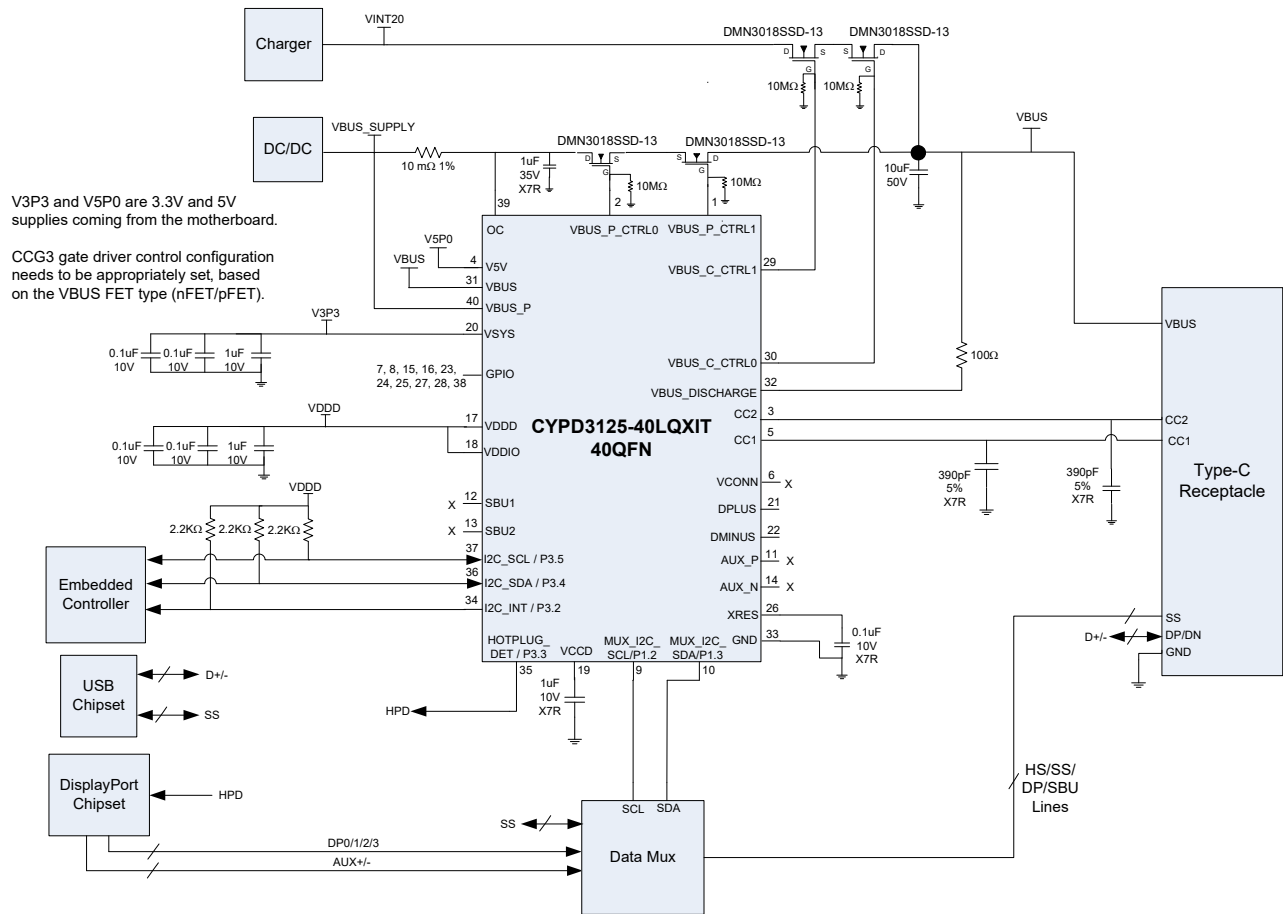 VINT20
Charger
DMN3018SSD-13
DMN3018SSD-13
D
S
G
S
D
G
10MΩ
10MΩ
VBUS_SUPPLY
DC/DC
10 mΩ 1%
DMN3018SSD-13
DMN3018SSD-13
VBUS
1uF
35V
X7R
D
S
G
S
D
G
10MΩ
10MΩ
10uF
50V
V3P3 and V5P0 are 3.3V and 5V
supplies coming from the motherboard.
CCG3 gate driver control configuration
needs to be appropriately set, based
on the VBUS FET type (nFET/pFET).
39
2
1
OC
VBUS_P_CTRL0
VBUS_P_CTRL1
V5P0
4
V5V
VBUS
31
VBUS
40
VBUS_P
V3P3
20
VSYS
29
VBUS_C_CTRL1
0.1uF
10V
0.1uF
10V
1uF
10V
7, 8, 15, 16, 23,
24, 25, 27, 28, 38
GPIO
30
VBUS_C_CTRL0
32
VBUS_DISCHARGE
100Ω
VBUS
VDDD
17
VDDD
18
VDDIO
0.1uF
10V
0.1uF
10V
1uF
10V
CYPD3125-40LQXIT
40QFN
3
CC2
5
CC1
CC2
CC1
390pF
5%
X7R
390pF
5%
X7R
Type-C
Receptacle
6
VCONN
X
21
DPLUS
22
DMINUS
11
AUX_P
X
14
AUX_N
X
26
XRES
33
GND
0.1uF
10V
X7R
VDDD
X
12
SBU1
X
13
SBU2
2.2KΩ
2.2KΩ
2.2KΩ
37
I2C_SCL / P3.5
36
I2C_SDA / P3.4
34
I2C_INT / P3.2
Embedded
Controller
SS
D+/-
DP/DN
GND
HOTPLUG_
DET / P3.3
VCCD
MUX_I2C_
SCL/P1.2
MUX_I2C_
SDA/P1.3
35
19
9
10
1uF
10V
X7R
USB
Chipset
D+/-
SS
HPD
DisplayPort
Chipset
HPD
SCL
SDA
SS
DP0/1/2/3
AUX+/-
Data Mux
HS/SS/
DP/SBU
Lines